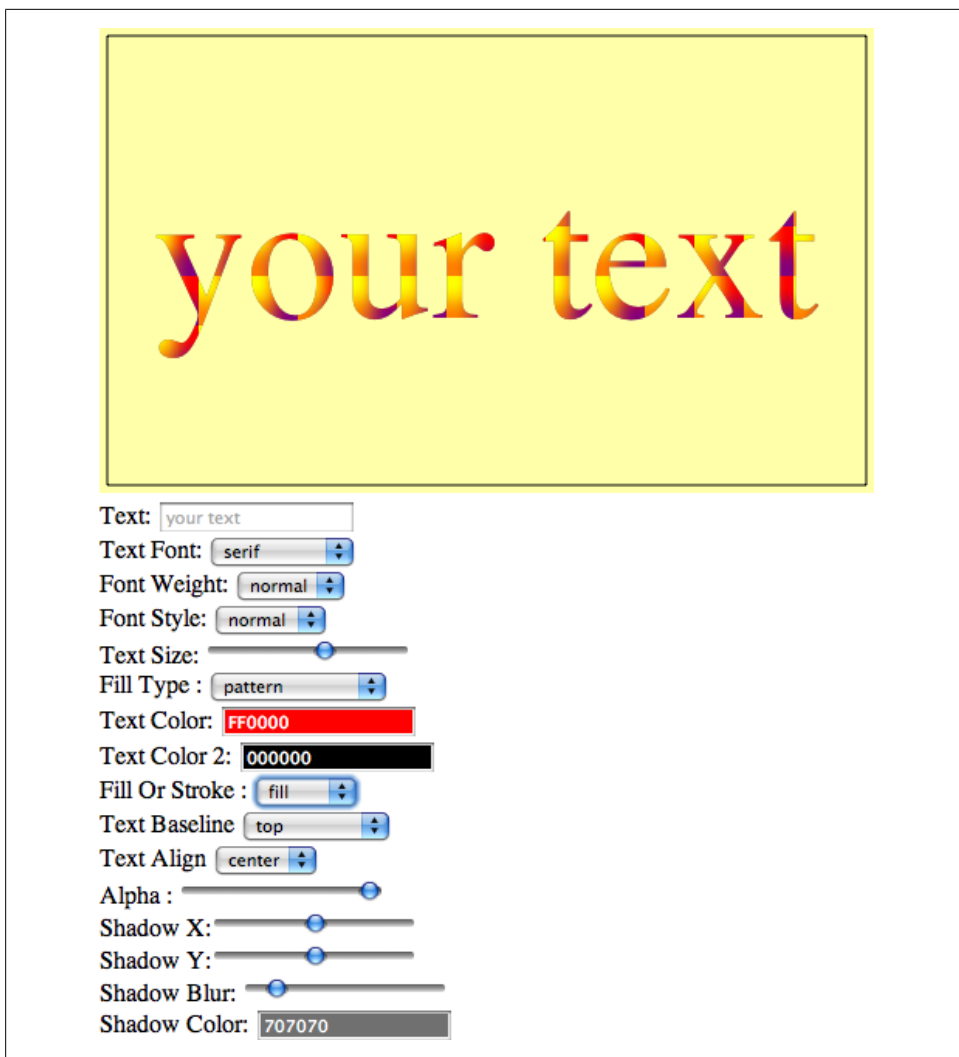 your text
Text: your text
Text Font: serif
Font Weight: normal
Font Style: normal
Text Size:
Fill Type : pattern
Text Color: FF0000
Text Color 2: 000000
Fill Or Stroke : fill
Text Baseline top
Text Align center
Alpha :
Shadow X:
Shadow Y:
Shadow Blur:
Shadow Color: 707070